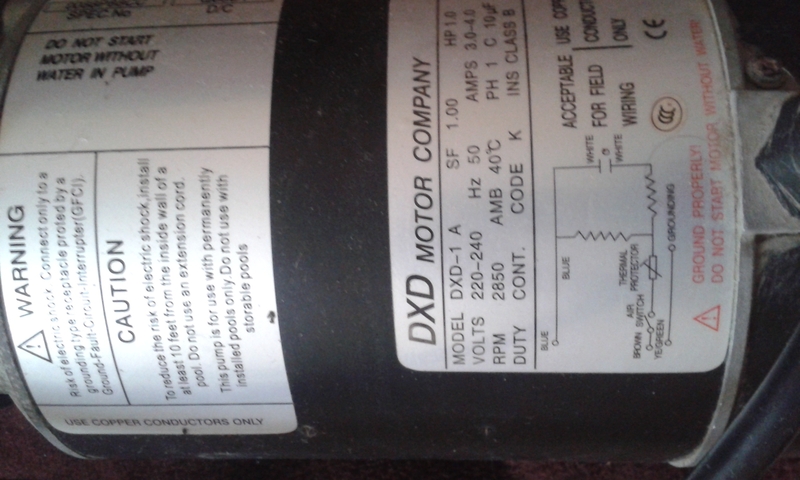 SPEC.No
DO NOT START
MOTOR WITHOUT
WATER IN PUMP
WARNING
Risk of electric shock. Connect only to a
grounding type receptacle proted by a
Ground-Fault-Circuit-Interrupter(GFCI).
CAUTION
To reduce the risk of electric shock,install
at least 10 feet from the inside wall of a
pool. Do not use an extension cord.
This pump is for use with permanently
installed pools only.Do not use with
storable pools
USE COPPER CONDUCTORS ONLY
DXD MOTOR COMPANY
MODEL DXD-1 A SF 1.00 HP 1.0
VOLTS 220-240 Hz 50 AMPS 3.0-4.0
RPM 2850 AMB 40℃ PH 1 C 10μF
DUTY CONT. CODE K INS CLASS B
ACCEPTABLE
FOR FIELD
WIRING
USE
CONDUCT
ONLY
CE
CCC
BLUE
BLUE
WHITE
WHITE
THERMAL
PROTECTOR
AIR
SWITCH
BROWN
YE/GREEN
GROUNDING
GROUND PROPERLY!
DO NOT START MOTOR WITHOUT WATER